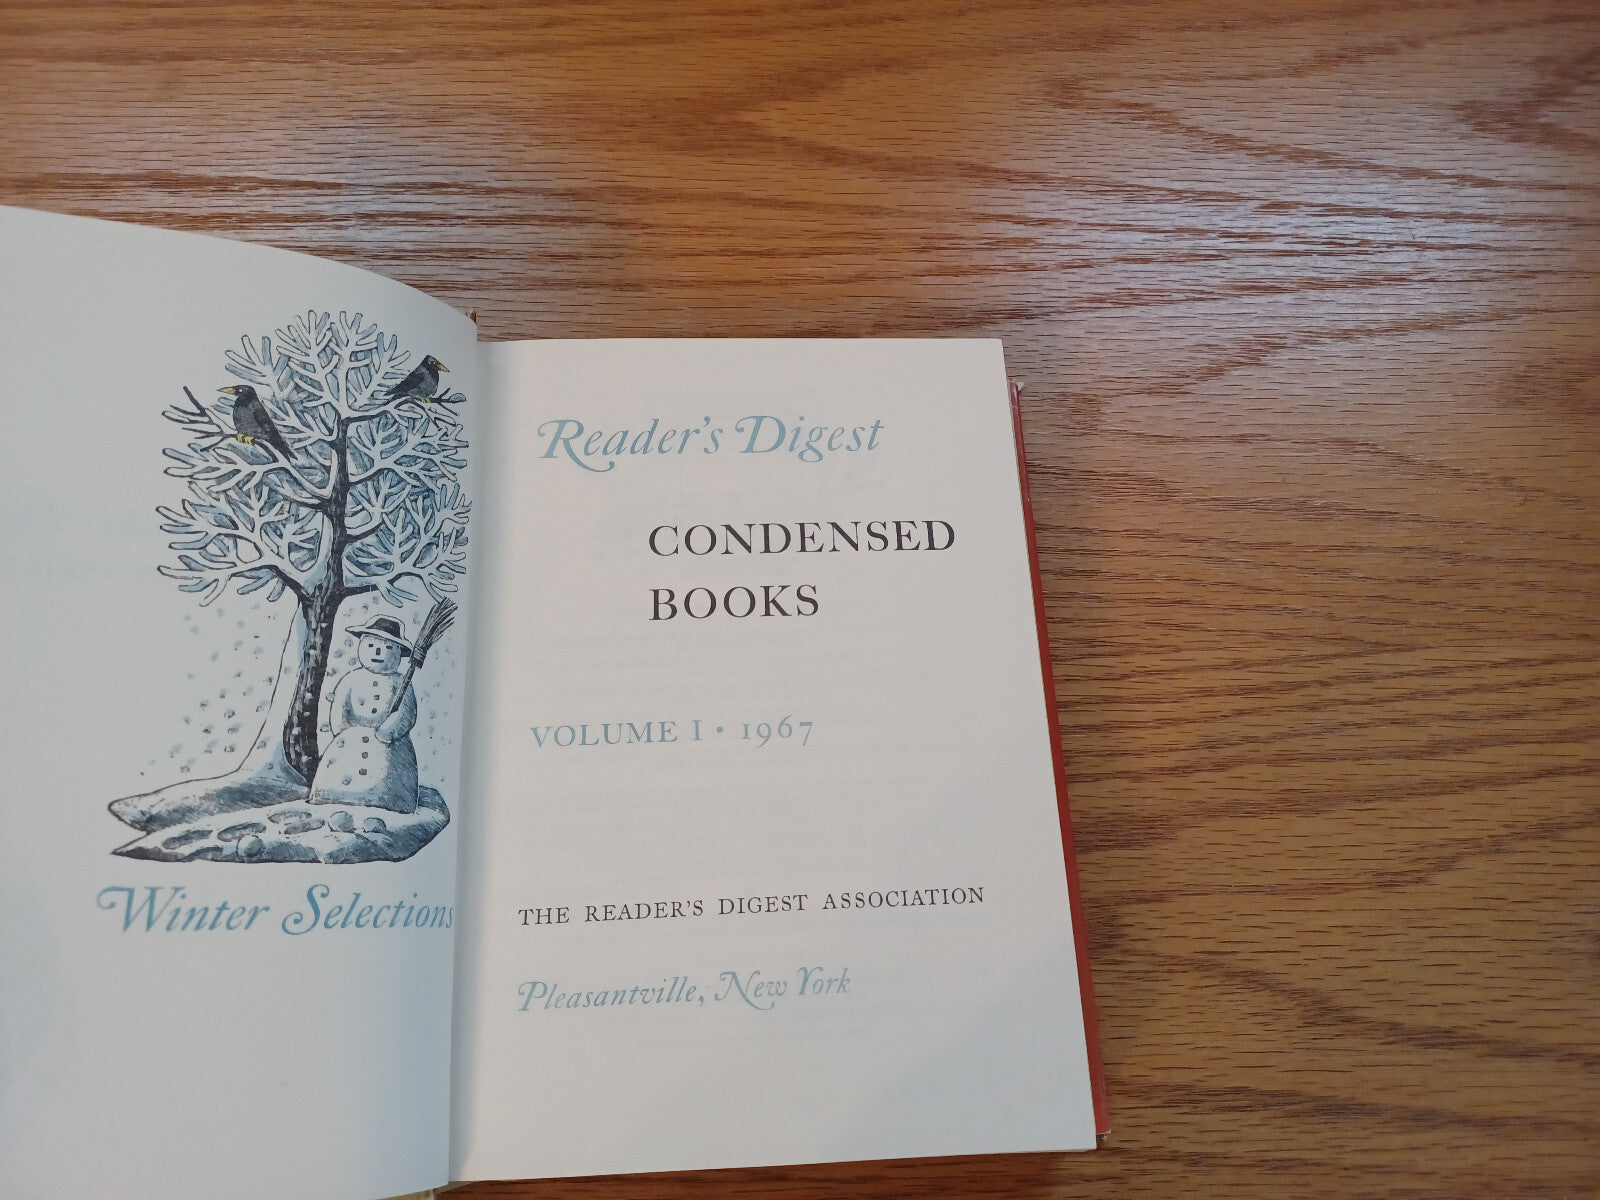 Winter Selections
Reader's Digest
CONDENSED
BOOKS
VOLUME I • 1967
THE READER'S DIGEST ASSOCIATION
Pleasantville, New York